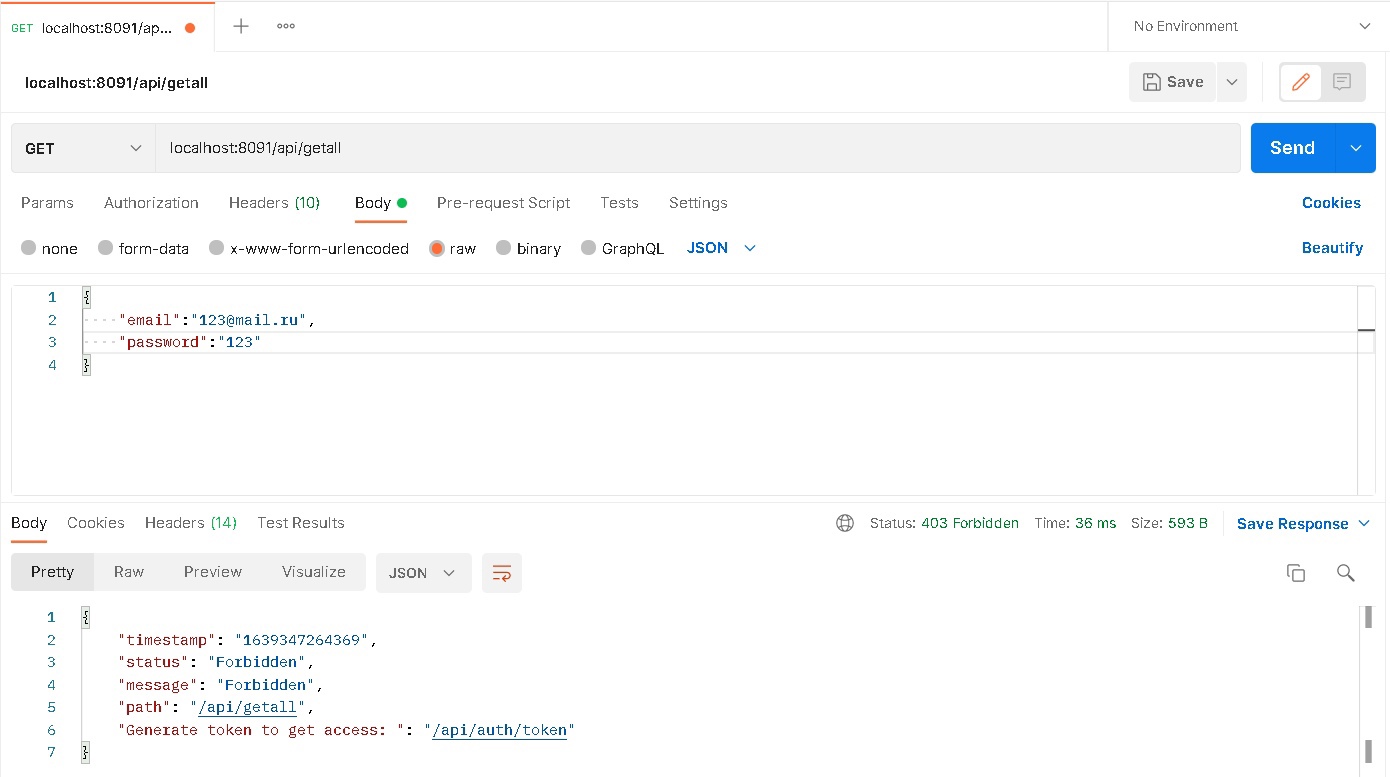 GET localhost:8091/ap... No Environment
localhost:8091/api/getall Save
GET localhost:8091/api/getall Send
Params Authorization Headers (10) Body Pre-request Script Tests Settings Cookies
none form-data x-www-form-urlencoded raw binary GraphQL JSON Beautify
1 {
2 "email":"123@mail.ru",
3 "password":"123"
4 }
Body Cookies Headers (14) Test Results Status: 403 Forbidden Time: 36 ms Size: 593 B Save Response
Pretty Raw Preview Visualize JSON
1 {
2 "timestamp": "1639347264369",
3 "status": "Forbidden",
4 "message": "Forbidden",
5 "path": "/api/getall",
6 "Generate token to get access: ": "/api/auth/token"
7 }